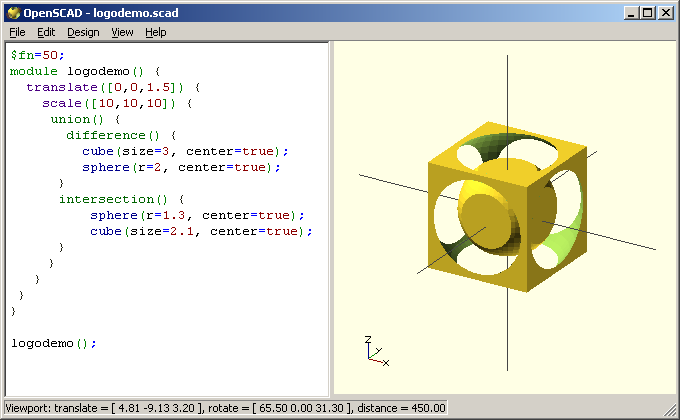 OpenSCAD - logodemo.scad
File Edit Design View Help
$fn=50;
module logodemo() {
translate([0,0,1.5]) {
scale([10,10,10]) {
union() {
difference() {
cube(size=3, center=true);
sphere(r=2, center=true);
}
intersection() {
sphere(r=1.3, center=true);
cube(size=2.1, center=true);
}
}
}
}
}
logodemo();
z
y
x
Viewport: translate = [ 4.81 -9.13 3.20 ], rotate = [ 65.50 0.00 31.30 ], distance = 450.00